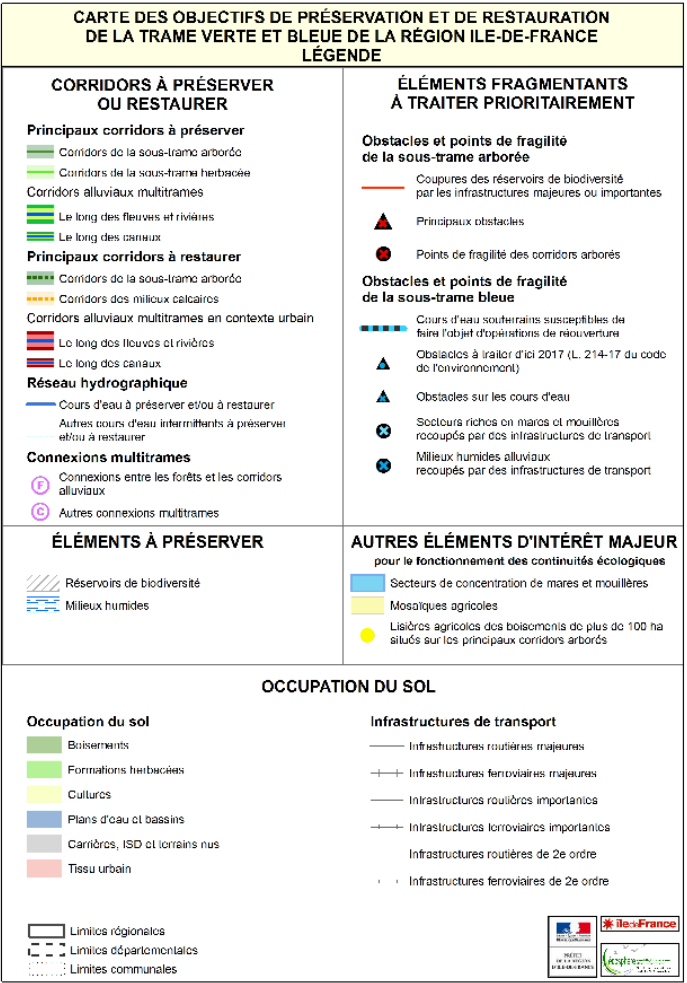 CARTE DES OBJECTIFS DE PRÉSERVATION ET DE RESTAURATION
DE LA TRAME VERTE ET BLEUE DE LA RÉGION ILE-DE-FRANCE
LÉGENDE
CORRIDORS À PRÉSERVER
OU RESTAURER
Principaux corridors à préserver
Corridors de la sous-trame arborée
Corridors de la sous-trame herbacée
Corridors alluviaux multitrames
Le long des fleuves et rivières
Le long des canaux
Principaux corridors à restaurer
Corridors de la sous-trame arborée
Corridors des milieux calcaires
Corridors alluviaux multitrames en contexte urbain
Le long des fleuves et rivières
Le long des canaux
Réseau hydrographique
Cours d'eau à préserver et/ou à restaurer
Autres cours d'eau intermittents à préserver
et/ou à restaurer
Connexions multitrames
F
Connexions entre les forêts et les corridors
alluviaux
C
Autres connexions multitrames
ÉLÉMENTS FRAGMENTANTS
À TRAITER PRIORITAIREMENT
Obstacles et points de fragilité
de la sous-trame arborée
Coupures des réservoirs de biodiversité
par les infrastructures majeures ou importantes
Principaux obstacles
Points de fragilité des corridors arborés
Obstacles et points de fragilité
de la sous-trame bleue
Cours d'eau souterrains susceptibles de
faire l'objet d'opérations de réouverture
Obstacles à traiter d'ici 2017 (L. 214-17 du code
de l'environnement)
Obstacles sur les cours d'eau
Secteurs riches en mares et mouillères
recoupés par des infrastructures de transport
Milieux humides alluviaux
recoupés par des infrastructures de transport
ÉLÉMENTS À PRÉSERVER
Réservoirs de biodiversité
Milieux humides
AUTRES ÉLÉMENTS D'INTÉRÊT MAJEUR
pour le fonctionnement des continuités écologiques
Secteurs de concentration de mares et mouillères
Mosaïques agricoles
Lisières agricoles des boisements de plus de 100 ha
situés sur les principaux corridors arborés
OCCUPATION DU SOL
Occupation du sol
Boisements
Formations herbacées
Cultures
Plans d'eau et bassins
Carrières, ISD et terrains nus
Tissu urbain
Infrastructures de transport
Infrastructures routières majeures
Infrastructures ferroviaires majeures
Infrastructures routières importantes
Infrastructures ferroviaires importantes
Infrastructures routières de 2e ordre
Infrastructures ferroviaires de 2e ordre
Limites régionales
Limites départementales
Limites communales
PRÉFET
DE LA RÉGION
D'ILE-DE-FRANCE
îledeFrance